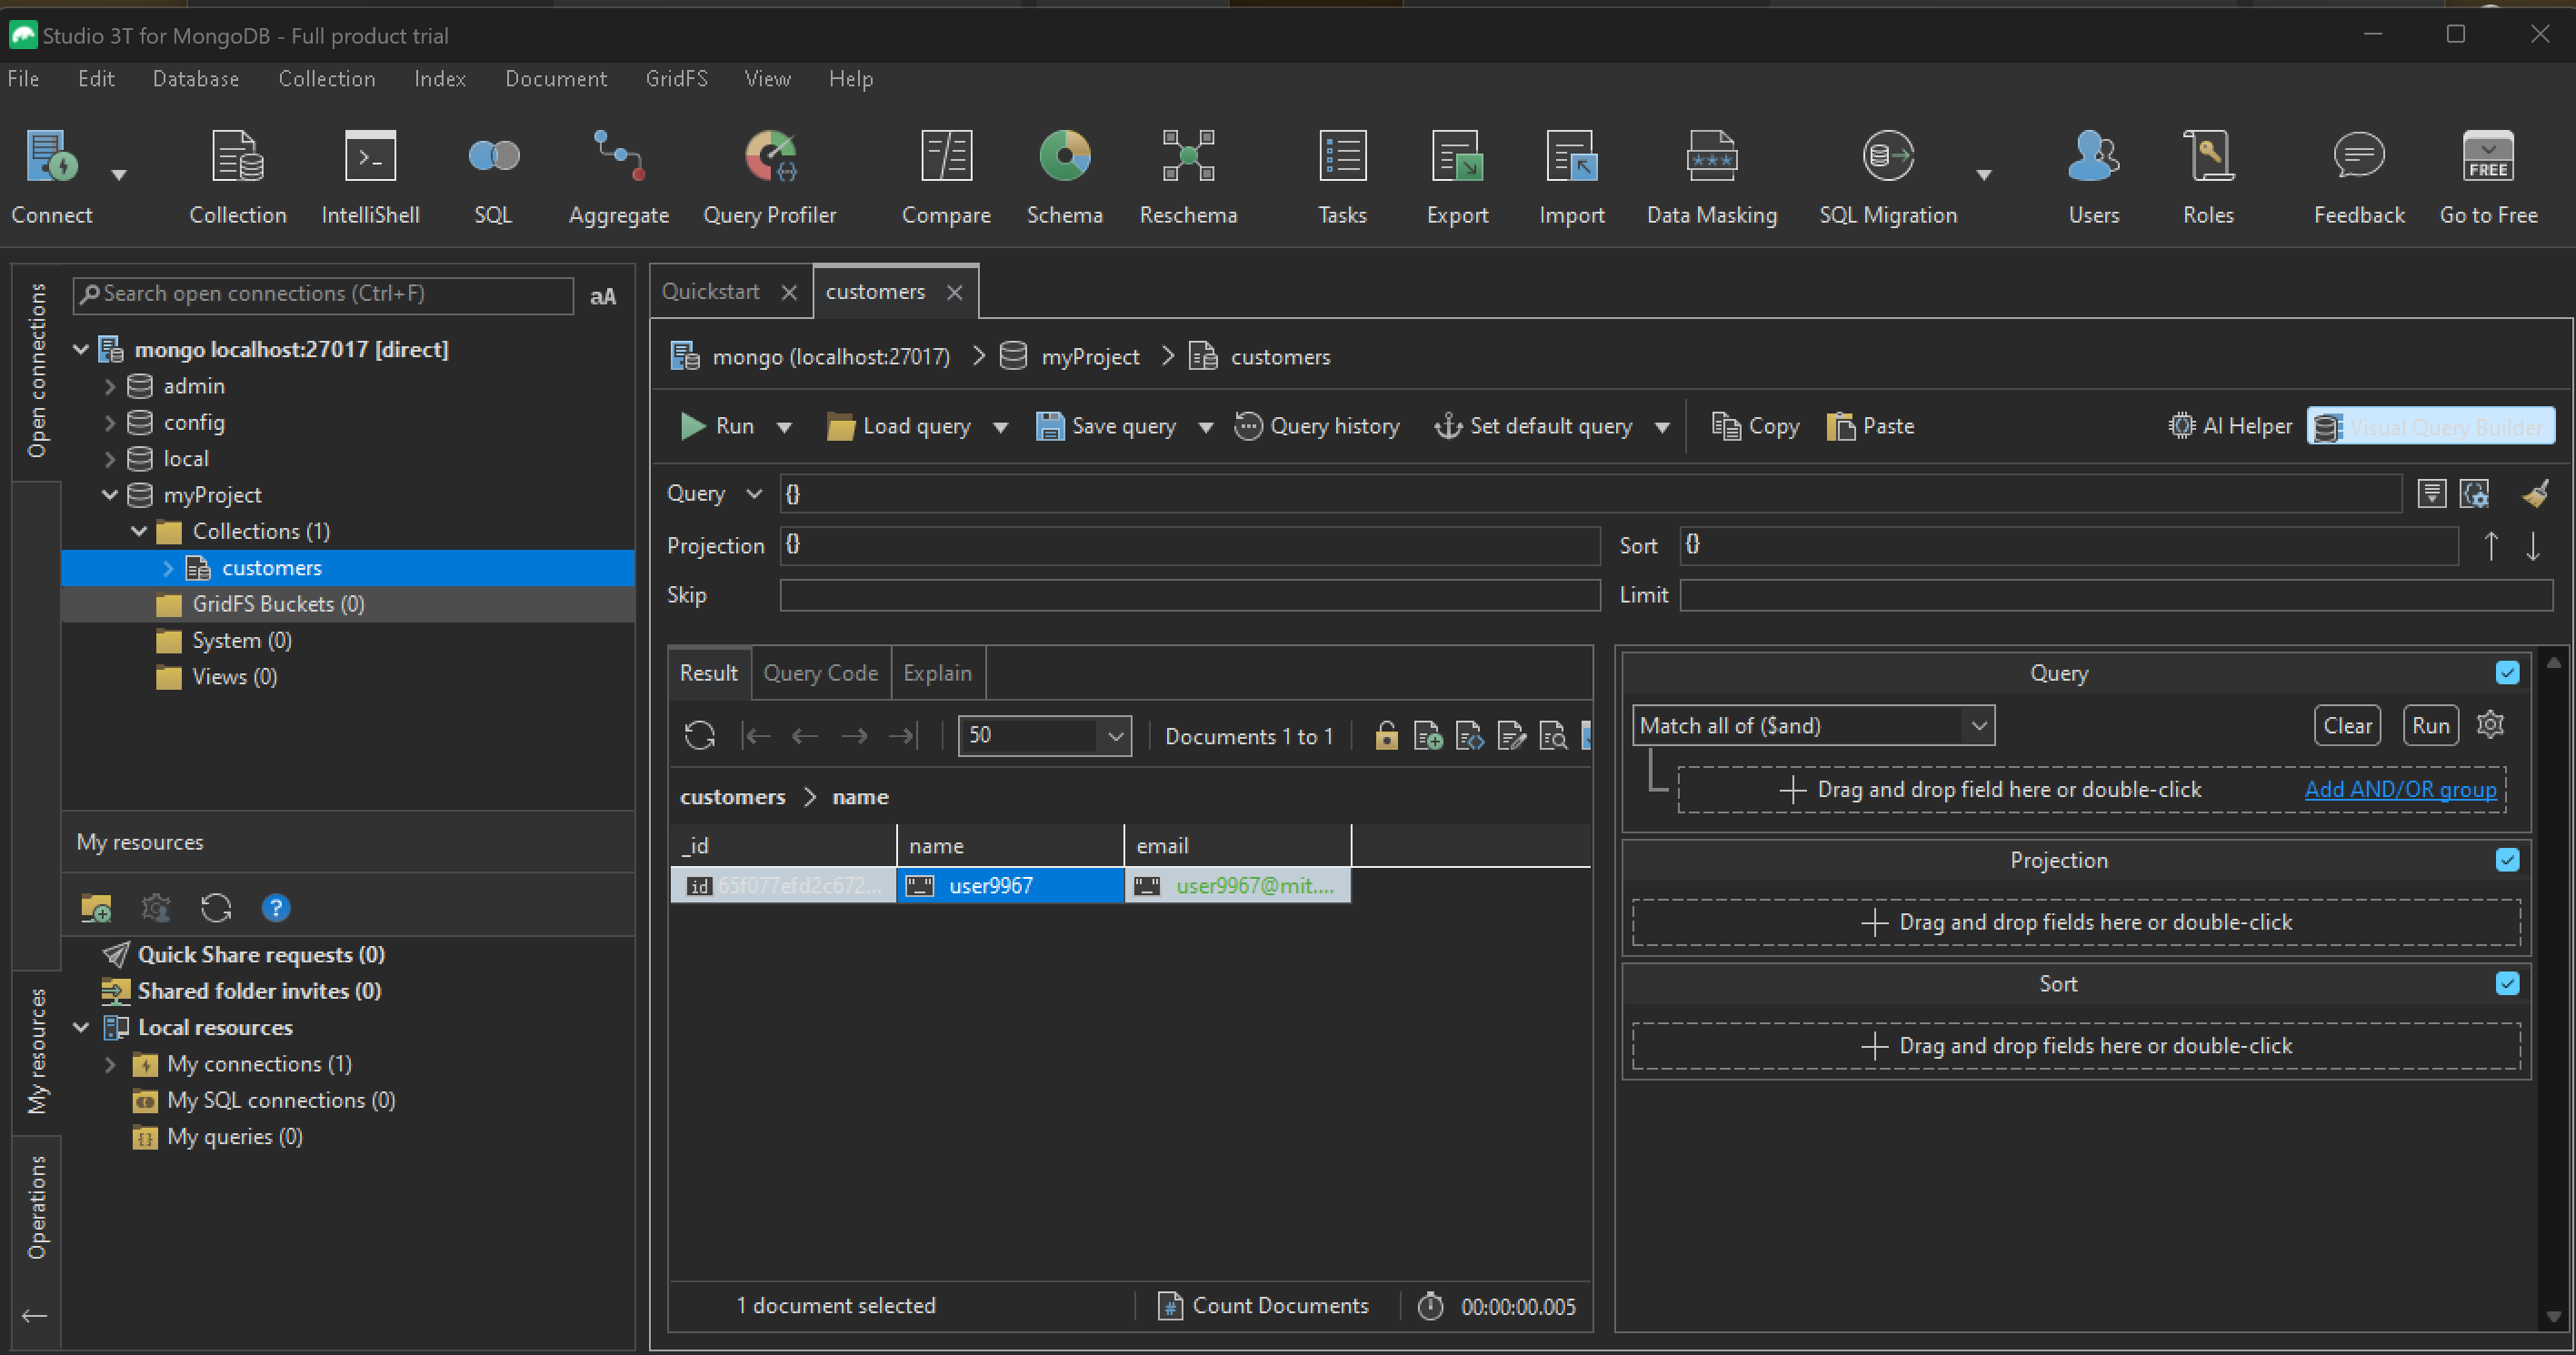 Studio 3T for MongoDB - Full product trial
File Edit Database Collection Index Document GridFS View Help
Connect Collection IntelliShell SQL Aggregate Query Profiler Compare Schema Reschema Tasks Export Import Data Masking SQL Migration Users Roles Feedback Go to Free
FREE
Open connections
Search open connections (Ctrl+F) aA
mongo localhost:27017 [direct]
admin
config
local
myProject
Collections (1)
customers
GridFS Buckets (0)
System (0)
Views (0)
My resources
My resources
Quick Share requests (0)
Shared folder invites (0)
Local resources
My connections (1)
My SQL connections (0)
My queries (0)
Operations
Quickstart customers
mongo (localhost:27017) myProject customers
Run Load query Save query Query history Set default query Copy Paste AI Helper Visual Query Builder
Query {}
Projection {} Sort {}
Skip Limit
Result Query Code Explain
50 Documents 1 to 1
customers name
_id name email
id 65f077efd2c672... user9967 user9967@mit....
1 document selected Count Documents 00:00:00.005
Query
Match all of ($and) Clear Run
Drag and drop field here or double-click Add AND/OR group
Projection
Drag and drop fields here or double-click
Sort
Drag and drop fields here or double-click